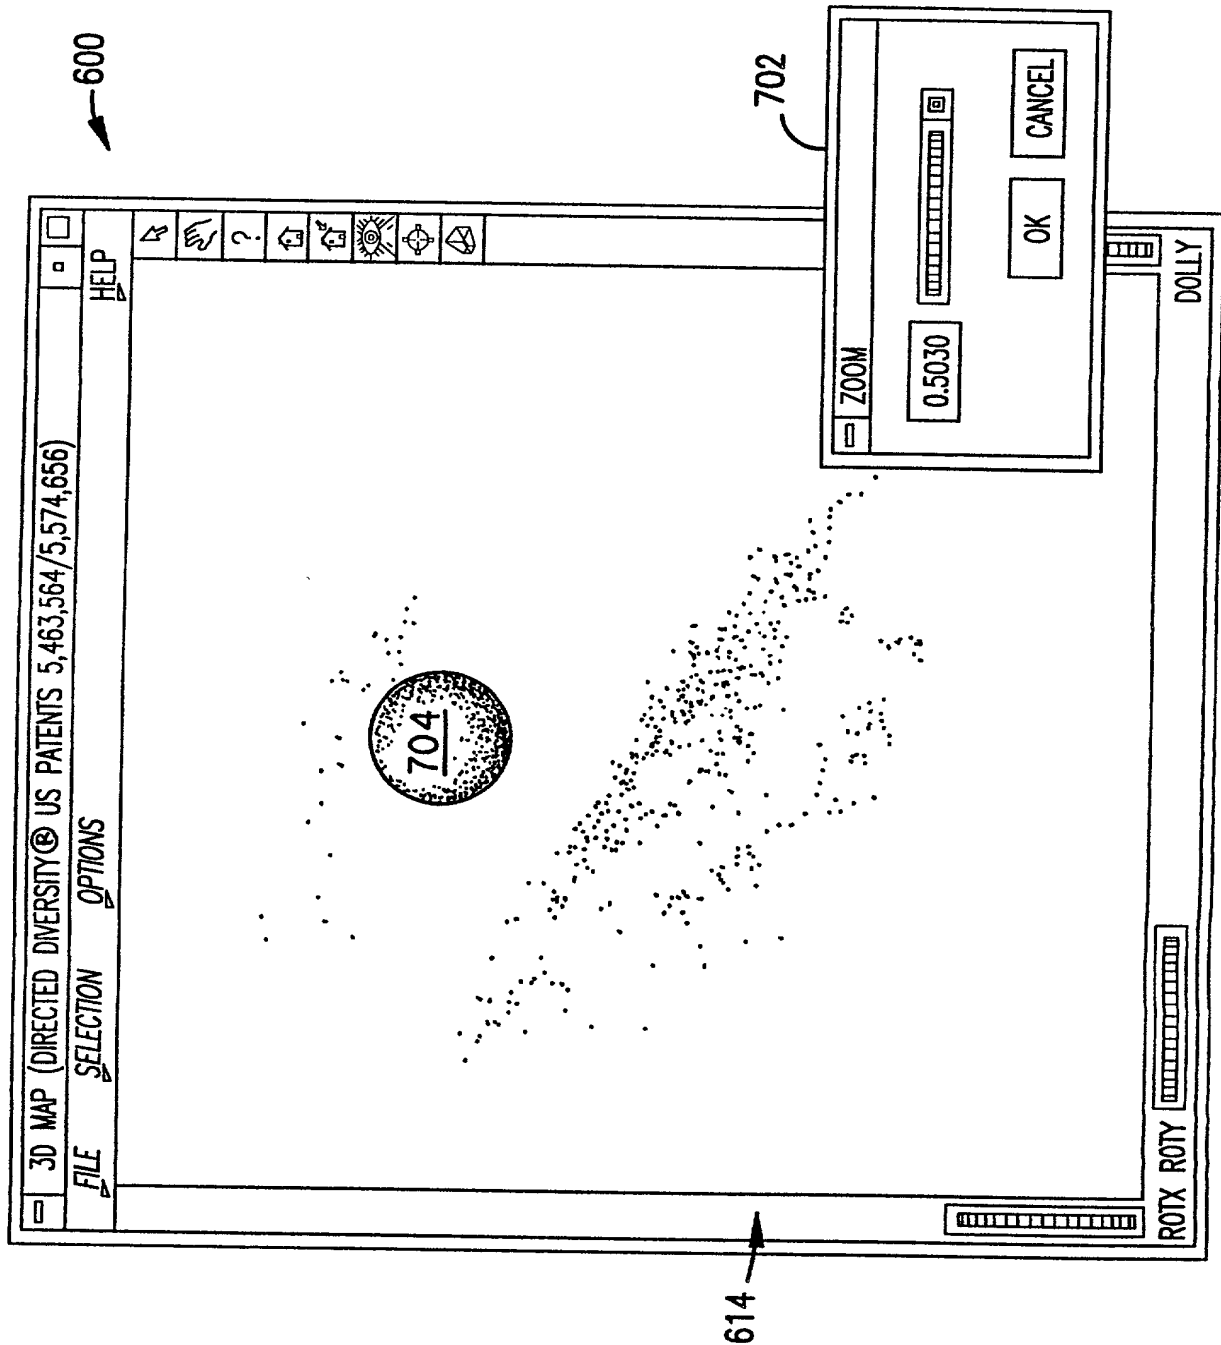 600
3D MAP (DIRECTED DIVERSITY® US PATENTS 5,463,564/5,574,656)
FILE SELECTION OPTIONS HELP
?
704
702
ZOOM
0.5030
OK CANCEL
614
ROTX ROTY DOLLY